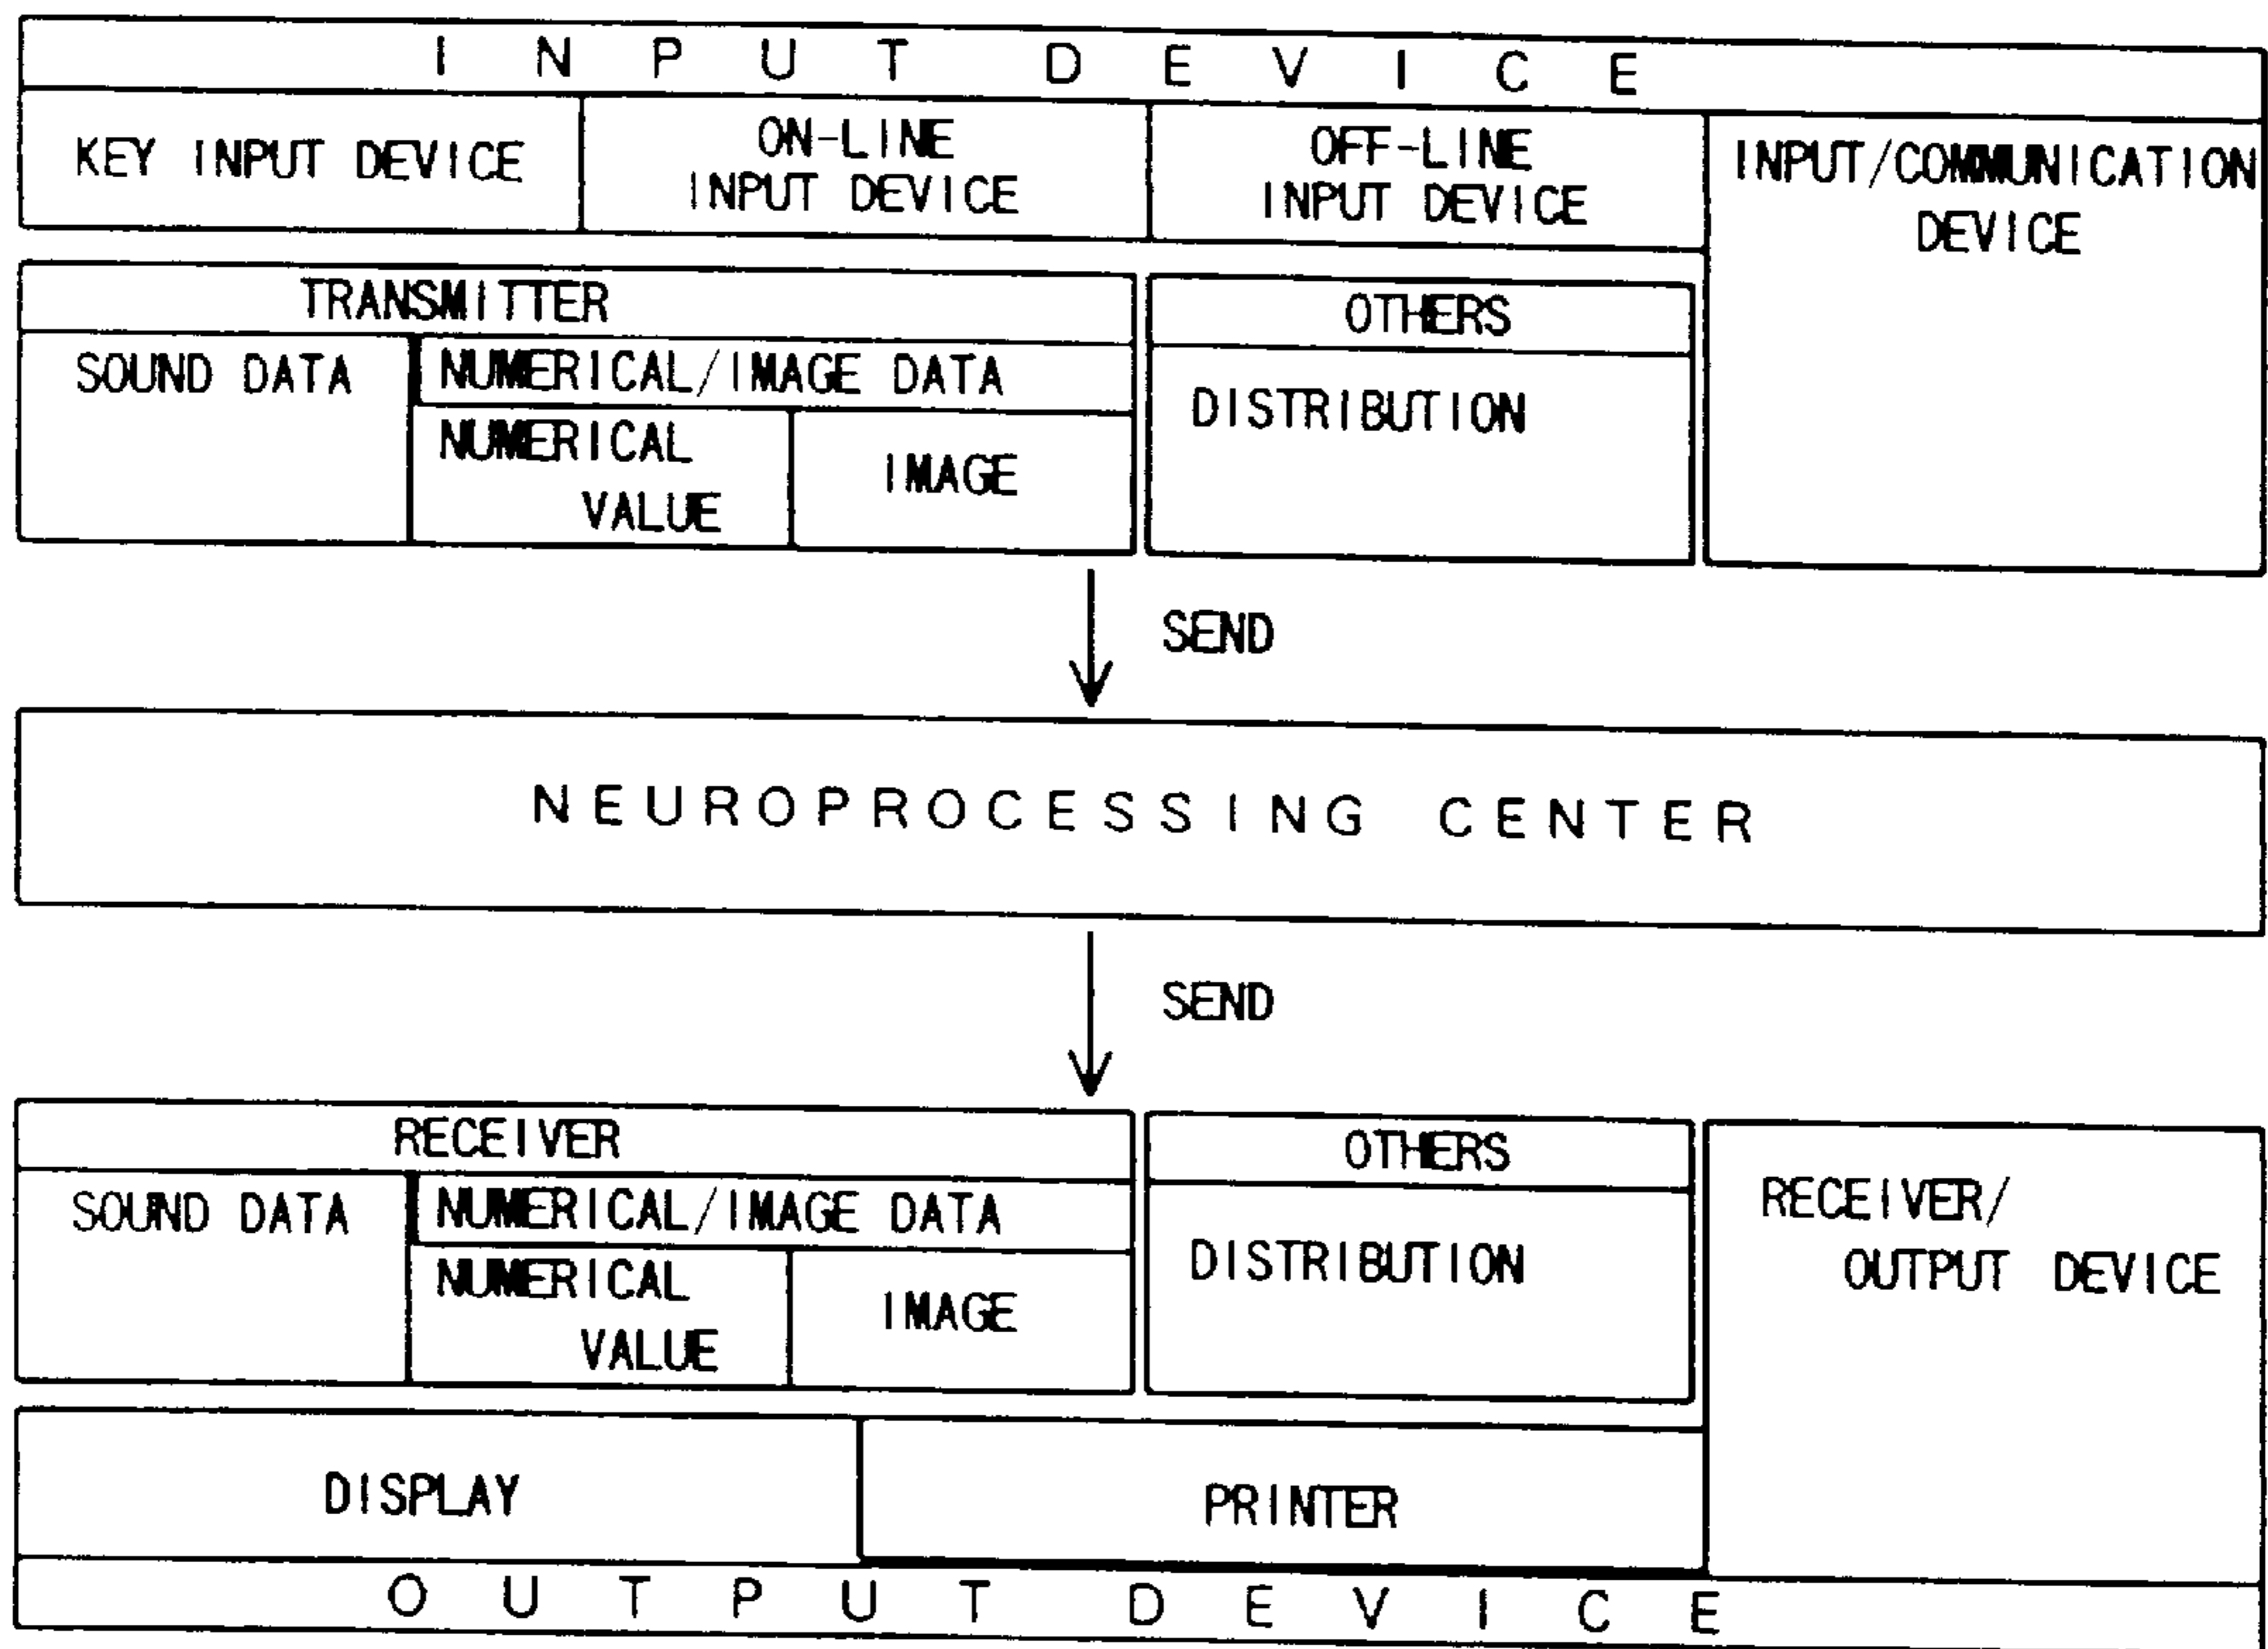 INPUT DEVICE
KEY INPUT DEVICE
ON-LINE
INPUT DEVICE
OFF-LINE
INPUT DEVICE
INPUT/COMMUNICATION
DEVICE
TRANSMITTER
SOUND DATA
NUMERICAL/IMAGE DATA
NUMERICAL
VALUE
IMAGE
OTHERS
DISTRIBUTION
SEND
NEUROPROCESSING CENTER
SEND
RECEIVER
SOUND DATA
NUMERICAL/IMAGE DATA
NUMERICAL
VALUE
IMAGE
OTHERS
DISTRIBUTION
RECEIVER/
OUTPUT DEVICE
DISPLAY
PRINTER
OUTPUT DEVICE